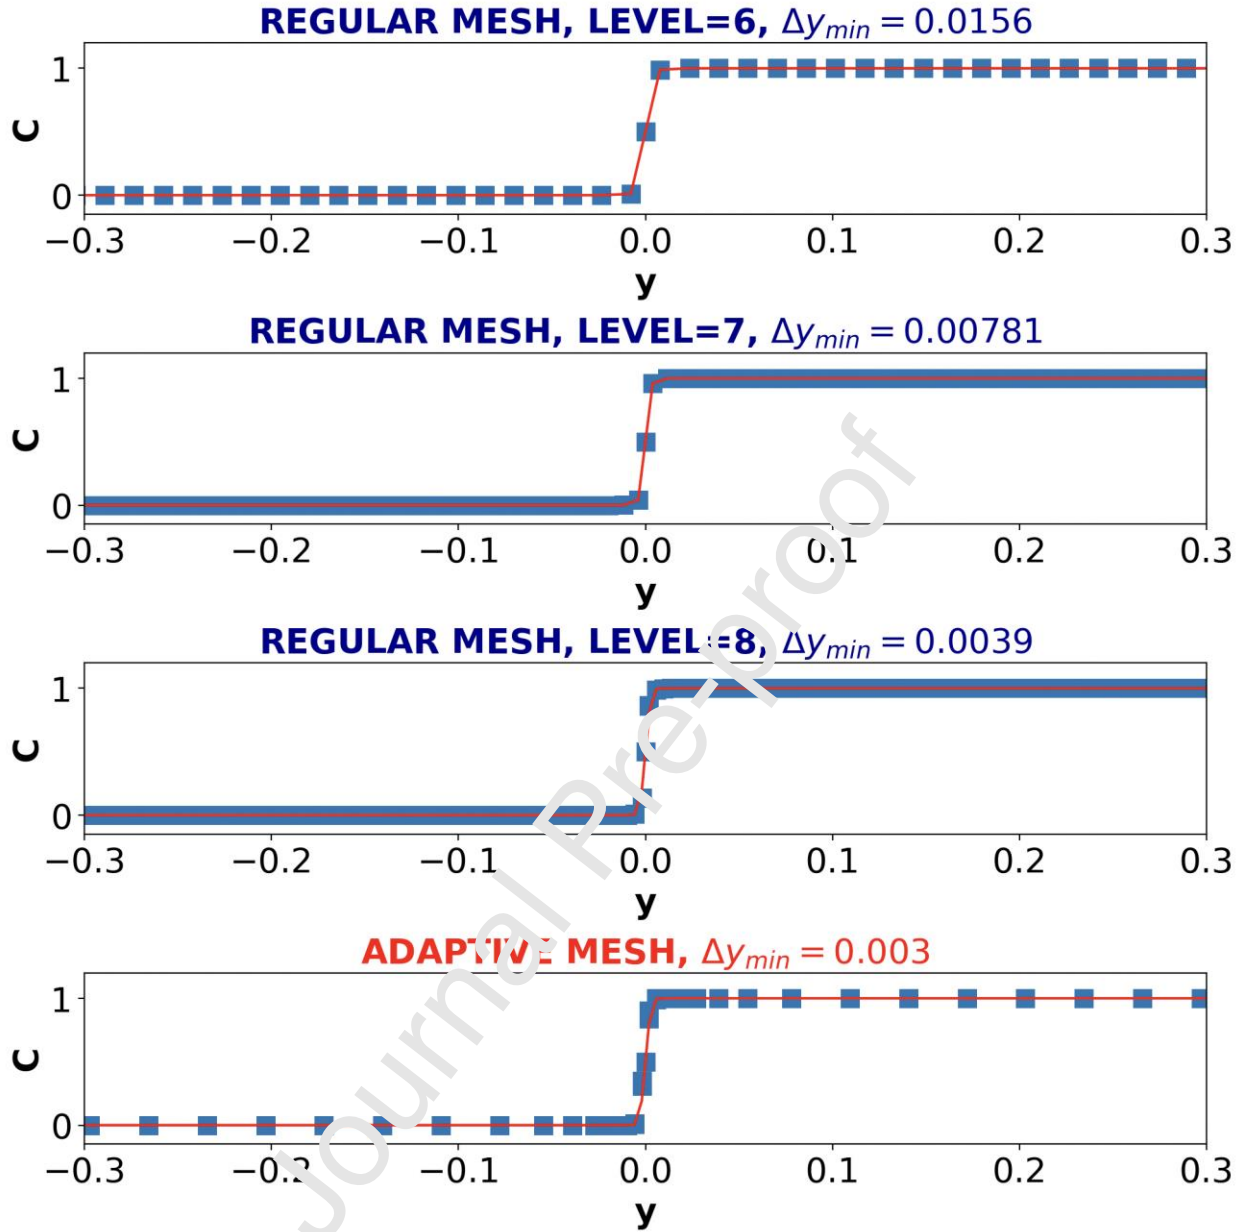 REGULAR MESH, LEVEL=6, Δy_min = 0.0156
1
C
0
−0.3 −0.2 −0.1 0.0 0.1 0.2 0.3
y
REGULAR MESH, LEVEL=7, Δy_min = 0.00781
1
C
0
−0.3 −0.2 −0.1 0.0 0.1 0.2 0.3
y
REGULAR MESH, LEVEL=8, Δy_min = 0.0039
1
C
0
−0.3 −0.2 −0.1 0.0 0.1 0.2 0.3
y
ADAPTIVE MESH, Δy_min = 0.003
1
C
0
−0.3 −0.2 −0.1 0.0 0.1 0.2 0.3
y
Journal Pre-proof